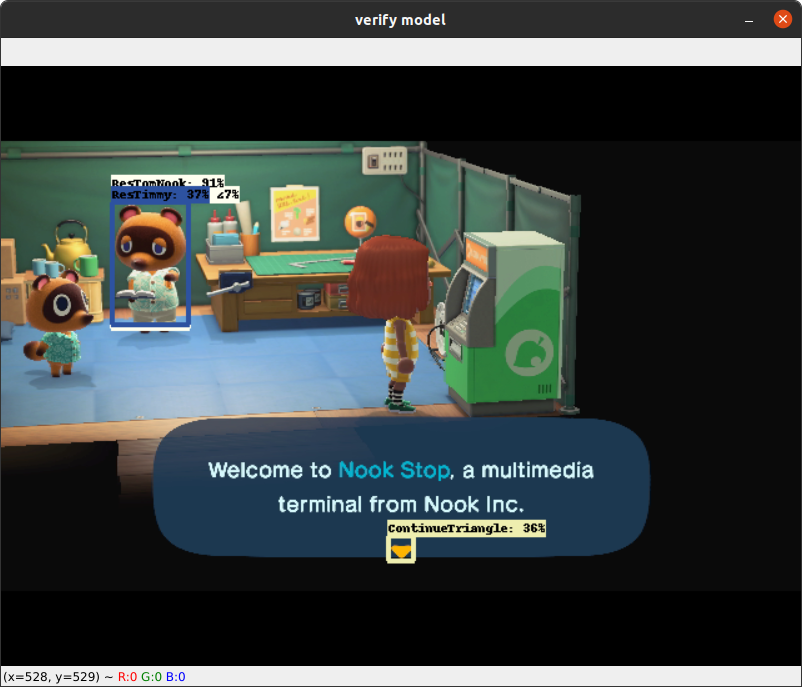 verify model
ResTomNook: 91%
ResTimmy: 37% 27%
Welcome to Nook Stop, a multimedia
terminal from Nook Inc.
ContinueTriangle: 36%
(x=528, y=529) ~ R:0 G:0 B:0